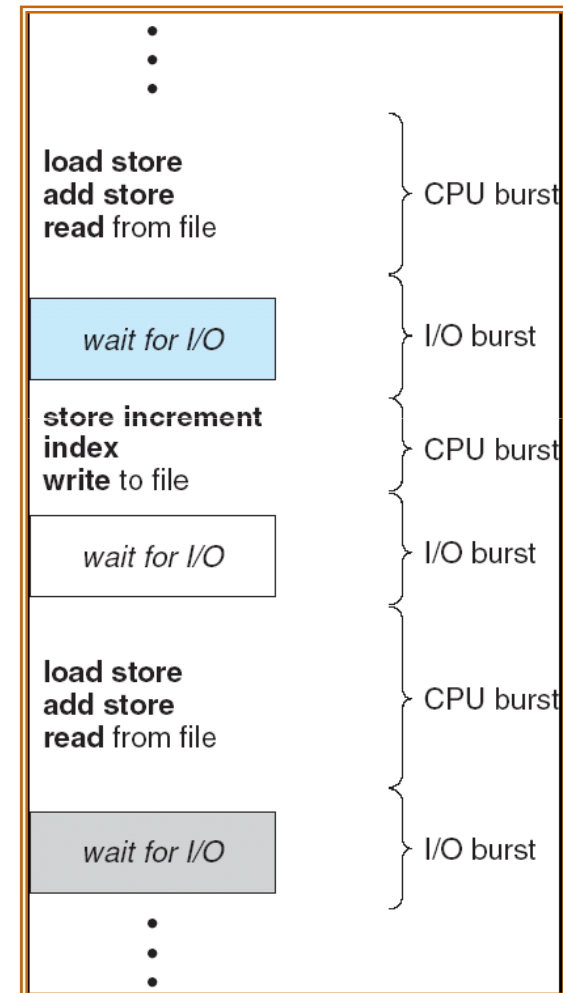 load store
add store
read from file
CPU burst
wait for I/O
I/O burst
store increment
index
write to file
CPU burst
wait for I/O
I/O burst
load store
add store
read from file
CPU burst
wait for I/O
I/O burst